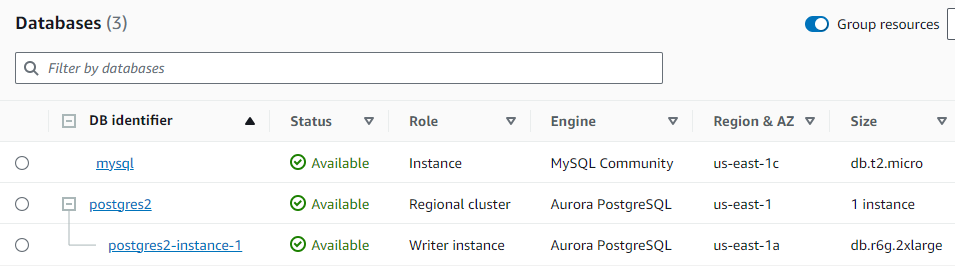 Databases (3) Group resources
Filter by databases
DB identifier Status Role Engine Region & AZ Size
mysql Available Instance MySQL Community us-east-1c db.t2.micro
postgres2 Available Regional cluster Aurora PostgreSQL us-east-1 1 instance
postgres2-instance-1 Available Writer instance Aurora PostgreSQL us-east-1a db.r6g.2xlarge